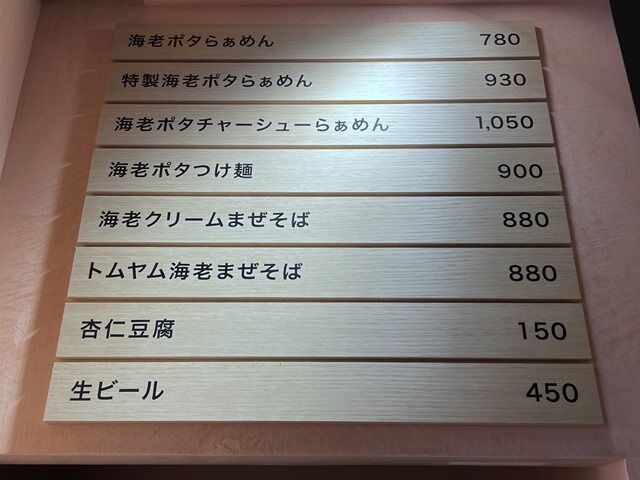 海老ポタらぁめん 780
特製海老ポタらぁめん 930
海老ポタチャーシューらぁめん 1,050
海老ポタつけ麺 900
海老クリームまぜそば 880
トムヤム海老まぜそば 880
杏仁豆腐 150
生ビール 450